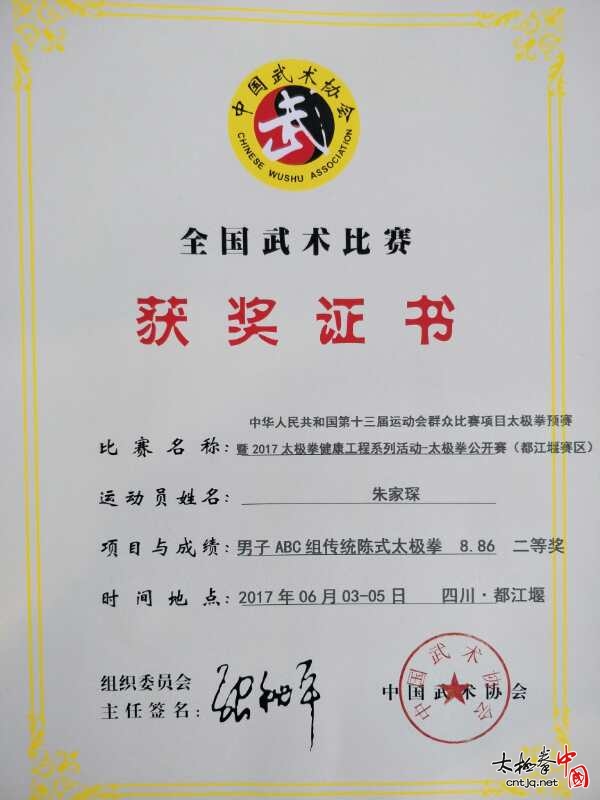 中国武术协会
武
CHINESE WUSHU ASSOCIATION
全国武术比赛
获奖证书
中华人民共和国第十三届运动会群众比赛项目太极拳预赛
比赛名称：暨2017太极拳健康工程系列活动-太极拳公开赛（都江堰赛区）
运动员姓名：朱家琛
项目与成绩：男子ABC组传统陈式太极拳 8.86 二等奖
时间地点：2017年06月03-05日 四川·都江堰
组织委员会
主任签名：
中国武术协会
中国武术协会
太极拳中国
cntjq.net